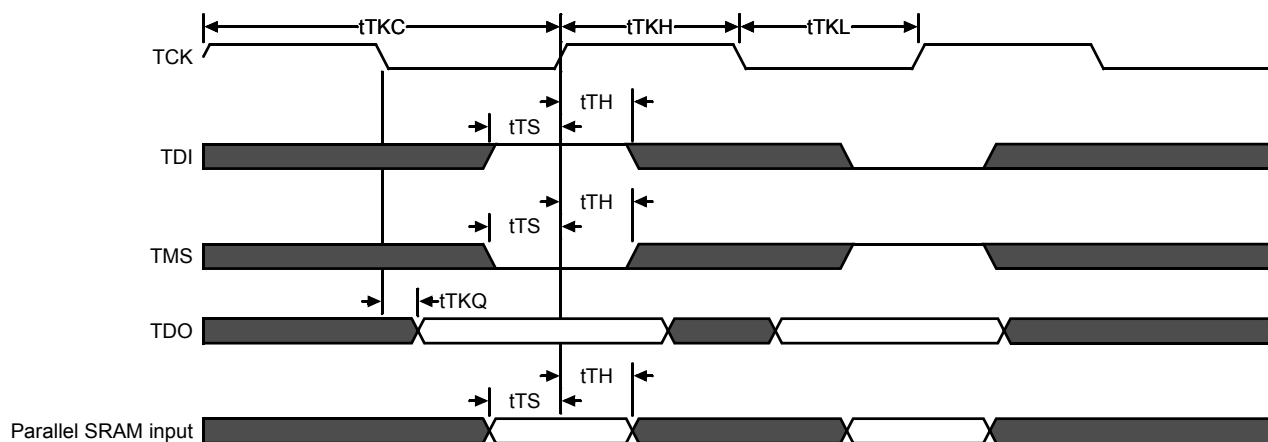 tTKC tTKH tTKL
TCK
tTH
tTS
TDI
tTH
tTS
TMS
tTKQ
TDO
tTH
tTS
Parallel SRAM input